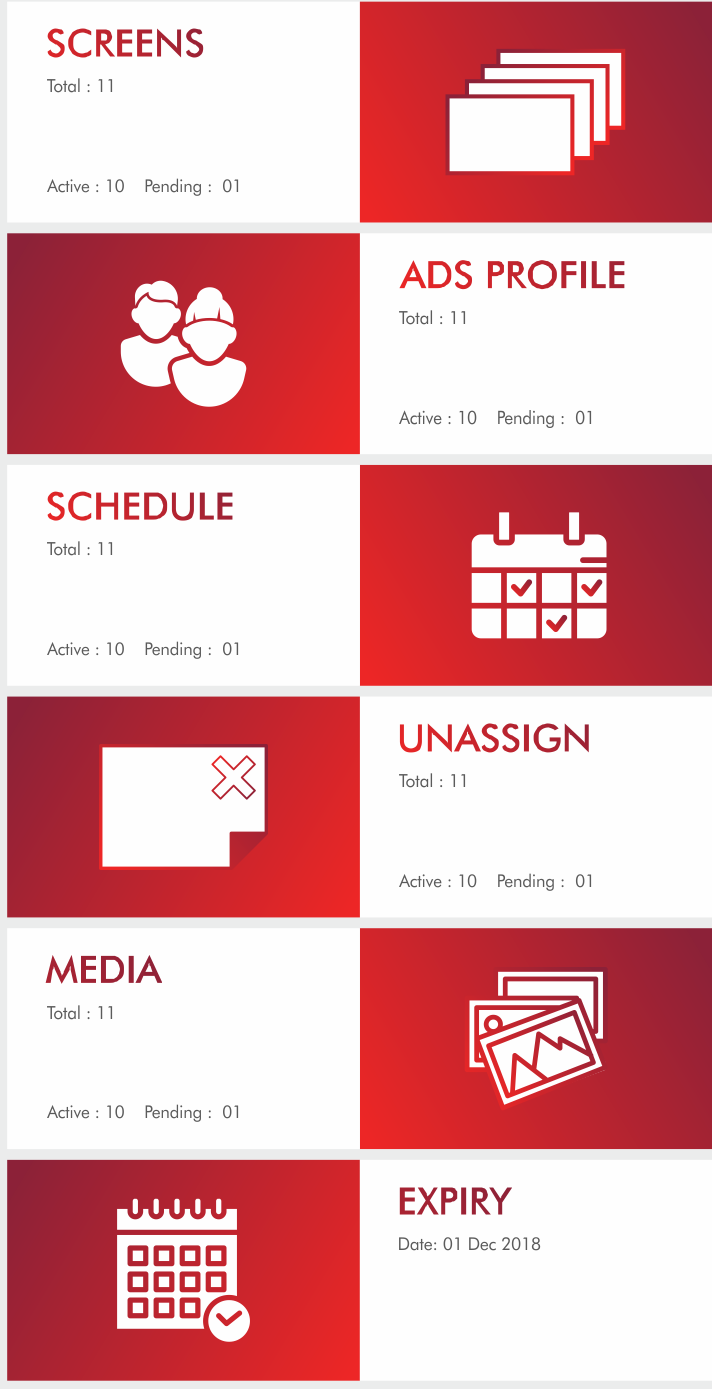 SCREENS
Total : 11
Active : 10 Pending : 01
ADS PROFILE
Total : 11
Active : 10 Pending : 01
SCHEDULE
Total : 11
Active : 10 Pending : 01
UNASSIGN
Total : 11
Active : 10 Pending : 01
MEDIA
Total : 11
Active : 10 Pending : 01
EXPIRY
Date: 01 Dec 2018